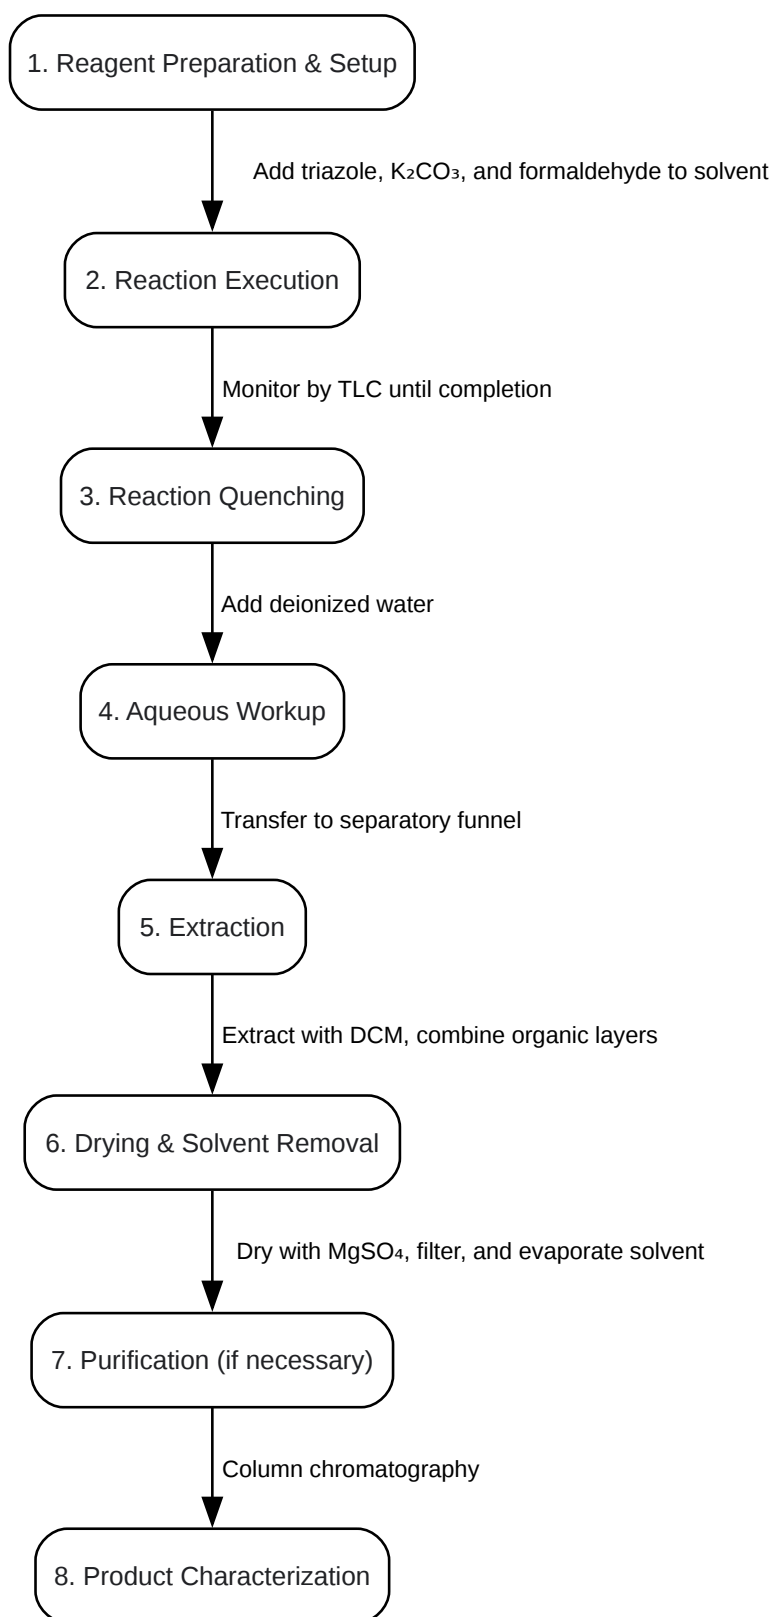 1. Reagent Preparation & Setup
Add triazole, K₂CO₃, and formaldehyde to solvent
2. Reaction Execution
Monitor by TLC until completion
3. Reaction Quenching
Add deionized water
4. Aqueous Workup
Transfer to separatory funnel
5. Extraction
Extract with DCM, combine organic layers
6. Drying & Solvent Removal
Dry with MgSO₄, filter, and evaporate solvent
7. Purification (if necessary)
Column chromatography
8. Product Characterization